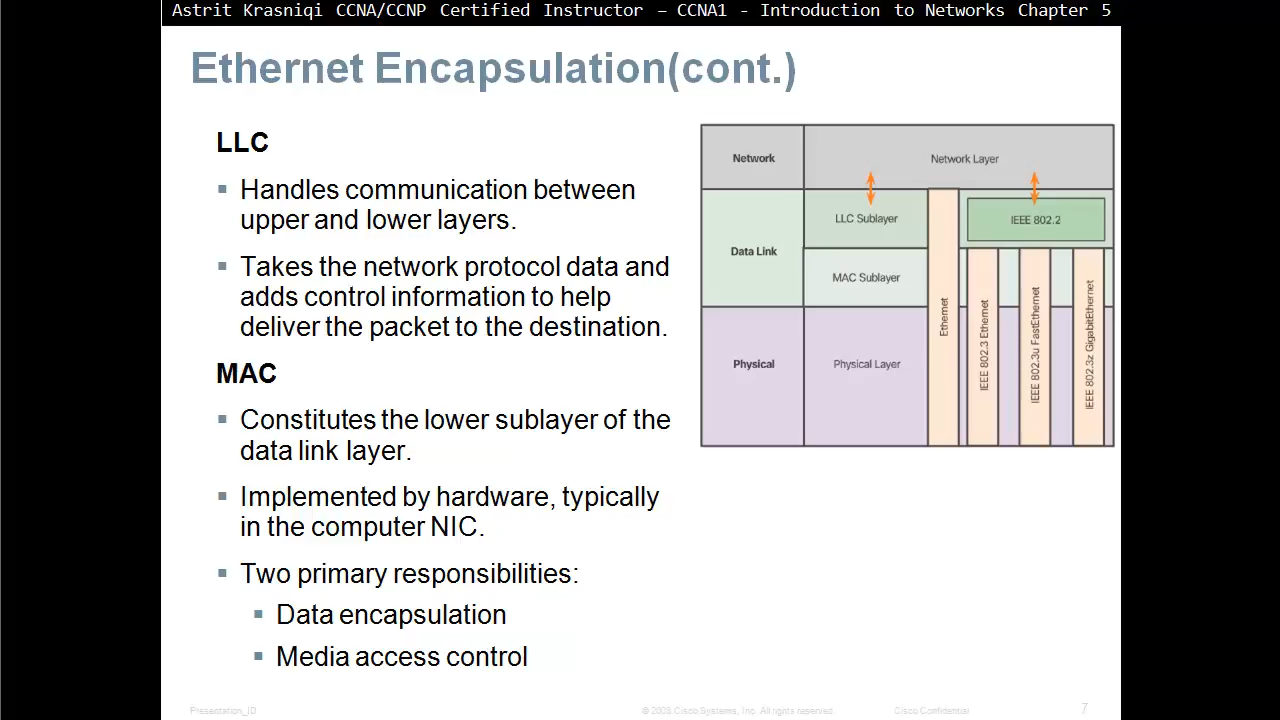 Astrit Krasniqi CCNA/CCNP Certified Instructor – CCNA1 - Introduction to Networks Chapter 5
Ethernet Encapsulation(cont.)
LLC
▪ Handles communication between
upper and lower layers.
▪ Takes the network protocol data and
adds control information to help
deliver the packet to the destination.
MAC
▪ Constitutes the lower sublayer of the
data link layer.
▪ Implemented by hardware, typically
in the computer NIC.
▪ Two primary responsibilities:
▪ Data encapsulation
▪ Media access control
Network
Network Layer
Data Link
LLC Sublayer
IEEE 802.2
MAC Sublayer
Physical
Physical Layer
Ethernet
IEEE 802.3 Ethernet
IEEE 802.3u FastEthernet
IEEE 802.3z GigabitEthernet
Presentation_ID
© 2008 Cisco Systems, Inc. All rights reserved.
Cisco Confidential
7